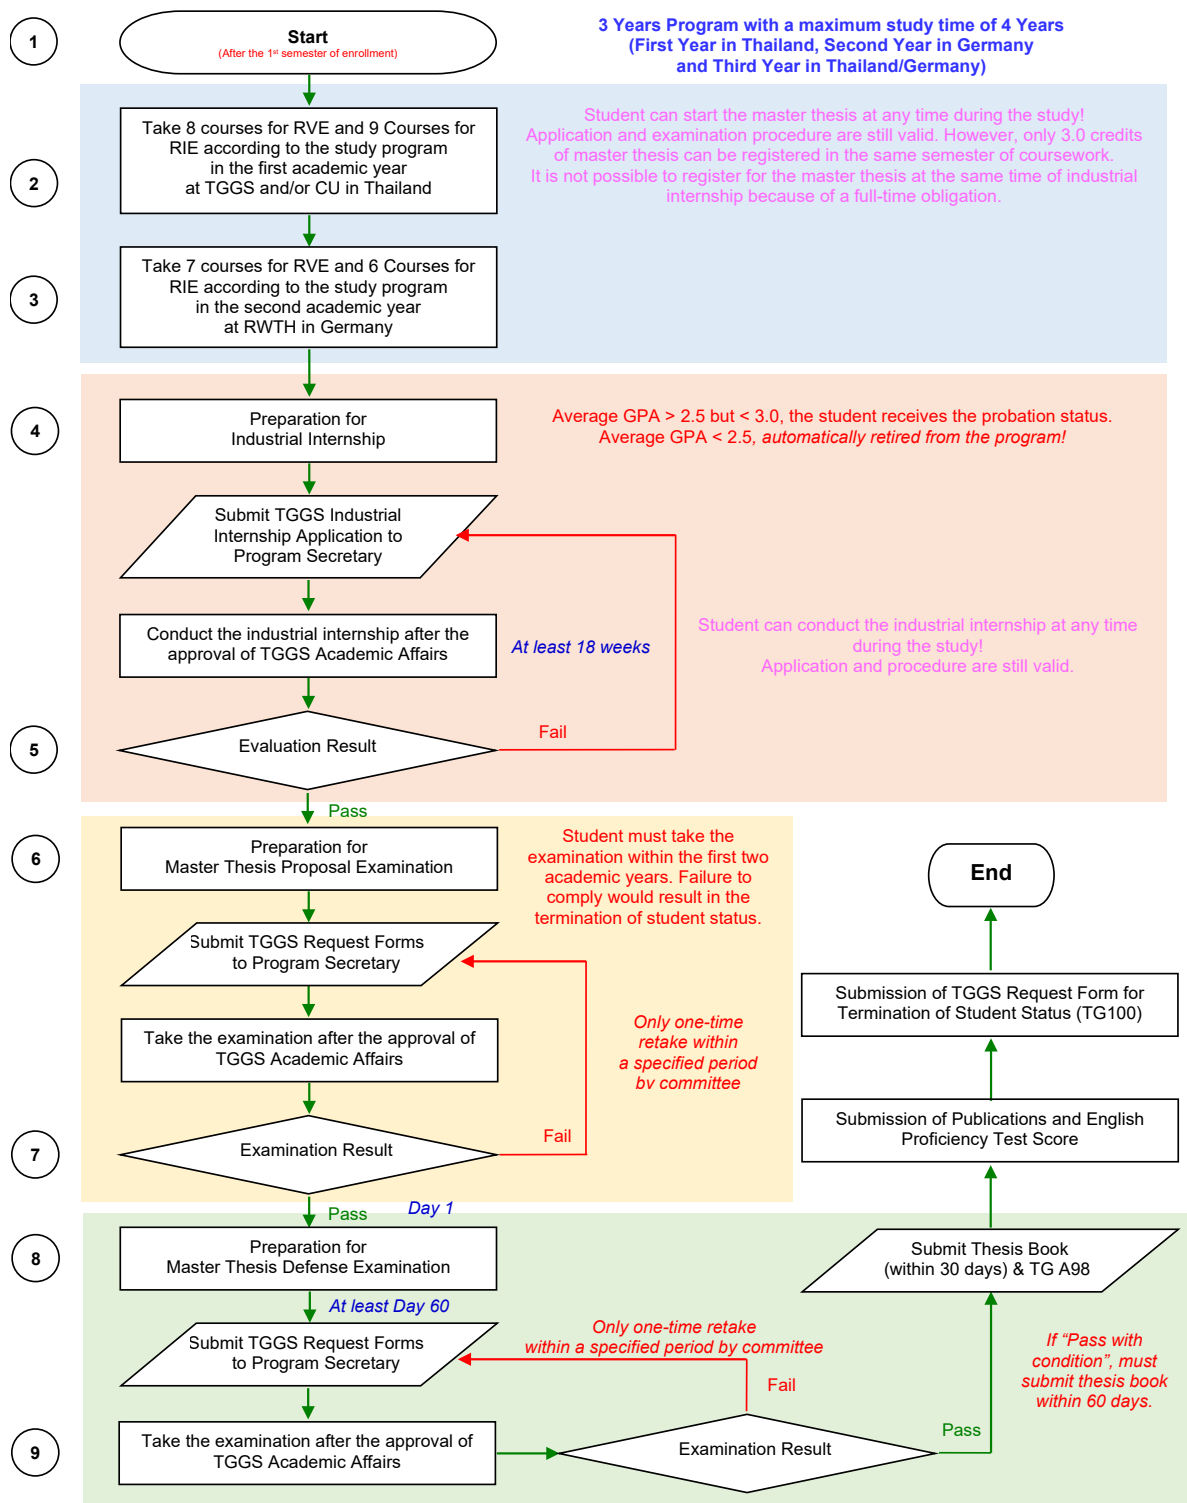 1
Start
(After the 1st semester of enrollment)
3 Years Program with a maximum study time of 4 Years
(First Year in Thailand, Second Year in Germany
and Third Year in Thailand/Germany)
2
Take 8 courses for RVE and 9 Courses for
RIE according to the study program
in the first academic year
at TGGS and/or CU in Thailand
Student can start the master thesis at any time during the study!
Application and examination procedure are still valid. However, only 3.0 credits
of master thesis can be registered in the same semester of coursework.
It is not possible to register for the master thesis at the same time of industrial
internship because of a full-time obligation.
3
Take 7 courses for RVE and 6 Courses for
RIE according to the study program
in the second academic year
at RWTH in Germany
4
Preparation for
Industrial Internship
Average GPA > 2.5 but < 3.0, the student receives the probation status.
Average GPA < 2.5, automatically retired from the program!
Submit TGGS Industrial
Internship Application to
Program Secretary
Conduct the industrial internship after the
approval of TGGS Academic Affairs
At least 18 weeks
Student can conduct the industrial internship at any time
during the study!
Application and procedure are still valid.
5
Evaluation Result
Fail
Pass
6
Preparation for
Master Thesis Proposal Examination
Student must take the
examination within the first two
academic years. Failure to
comply would result in the
termination of student status.
Submit TGGS Request Forms
to Program Secretary
Take the examination after the approval of
TGGS Academic Affairs
Only one-time
retake within
a specified period
by committee
7
Examination Result
Fail
Pass
Day 1
8
Preparation for
Master Thesis Defense Examination
At least Day 60
Submit TGGS Request Forms
to Program Secretary
Only one-time retake
within a specified period by committee
Fail
9
Take the examination after the approval of
TGGS Academic Affairs
Examination Result
Pass
If “Pass with
condition”, must
submit thesis book
within 60 days.
Submit Thesis Book
(within 30 days) & TG A98
Submission of Publications and English
Proficiency Test Score
Submission of TGGS Request Form for
Termination of Student Status (TG100)
End